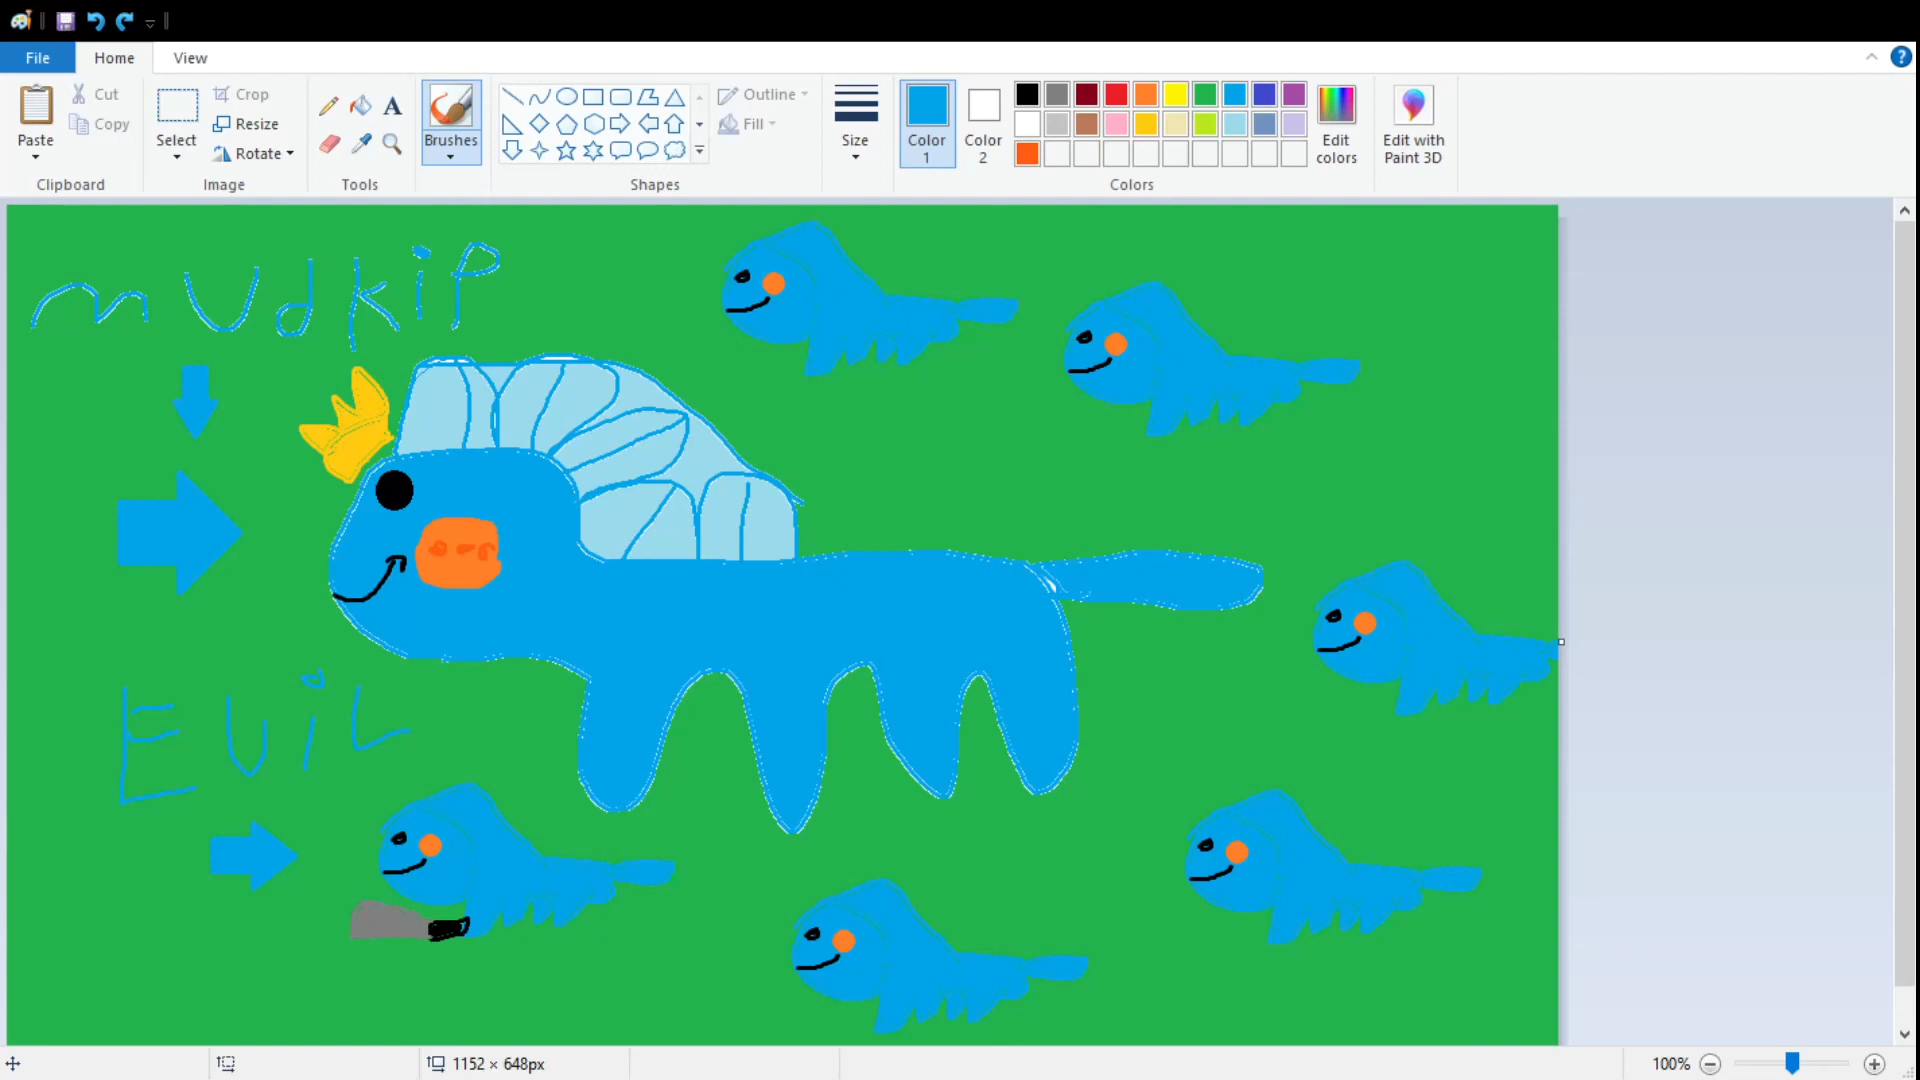 File Home View
Cut
Copy
Paste
Clipboard
Crop
Resize
Rotate
Select
Image
A
Tools
Brushes
Outline
Fill
Shapes
Size
Color 1
Color 2
Edit colors
Colors
Edit with Paint 3D
?
mUdkiP
EUiL
1152 × 648px
100%